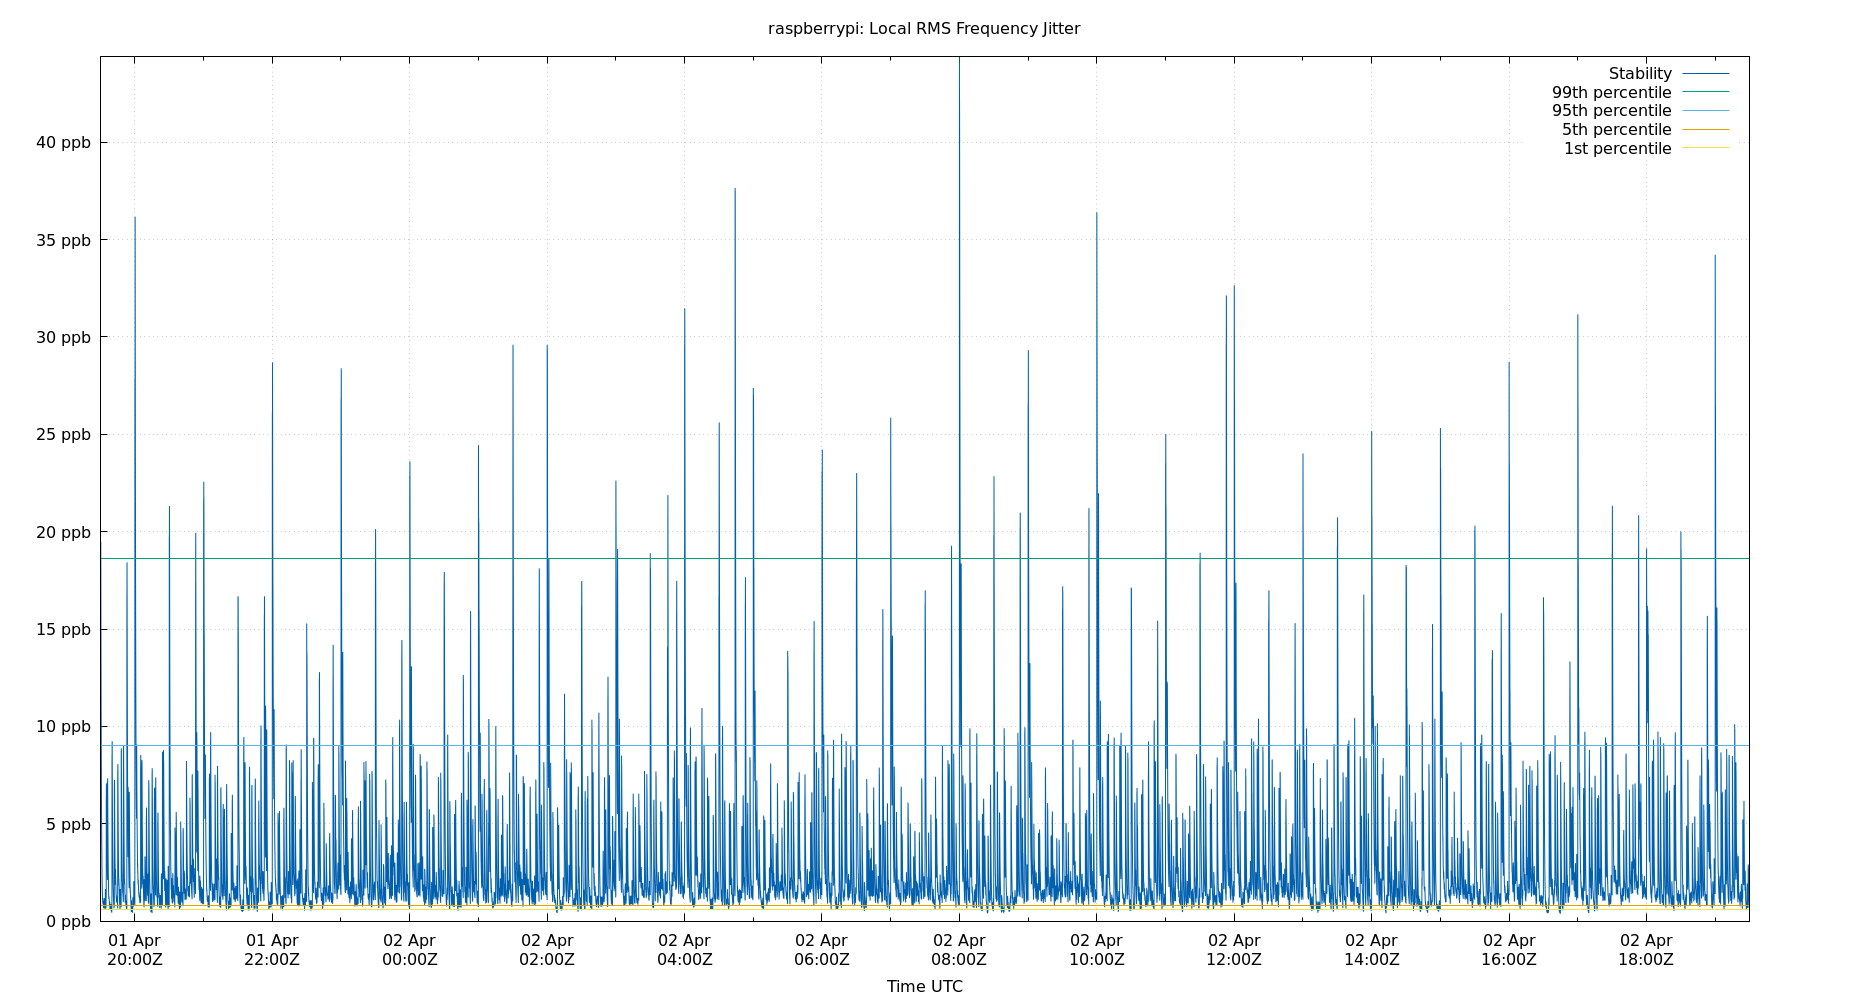 raspberrypi: Local RMS Frequency Jitter
Stability
99th percentile
95th percentile
5th percentile
1st percentile
40 ppb
35 ppb
30 ppb
25 ppb
20 ppb
15 ppb
10 ppb
5 ppb
0 ppb
01 Apr 01 Apr 02 Apr 02 Apr 02 Apr 02 Apr 02 Apr 02 Apr 02 Apr 02 Apr 02 Apr 02 Apr
20:00Z 22:00Z 00:00Z 02:00Z 04:00Z 06:00Z 08:00Z 10:00Z 12:00Z 14:00Z 16:00Z 18:00Z
Time UTC